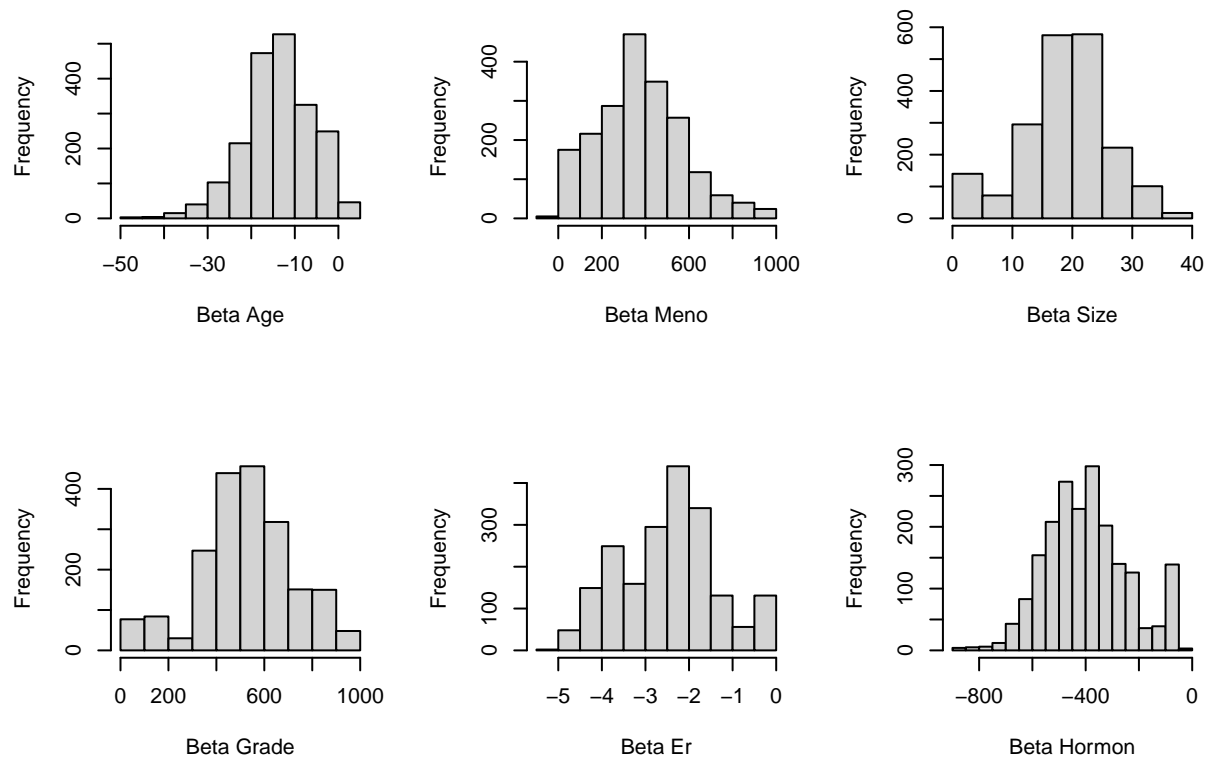 Frequency
0 200 400
−50 −30 −10 0
Beta Age
Frequency
0 200 400
0 200 600 1000
Beta Meno
Frequency
0 200 400 600
0 10 20 30 40
Beta Size
Frequency
0 200 400
0 200 600 1000
Beta Grade
Frequency
0 100 300
−5 −4 −3 −2 −1 0
Beta Er
Frequency
0 100 200 300
−800 −400 0
Beta Hormon